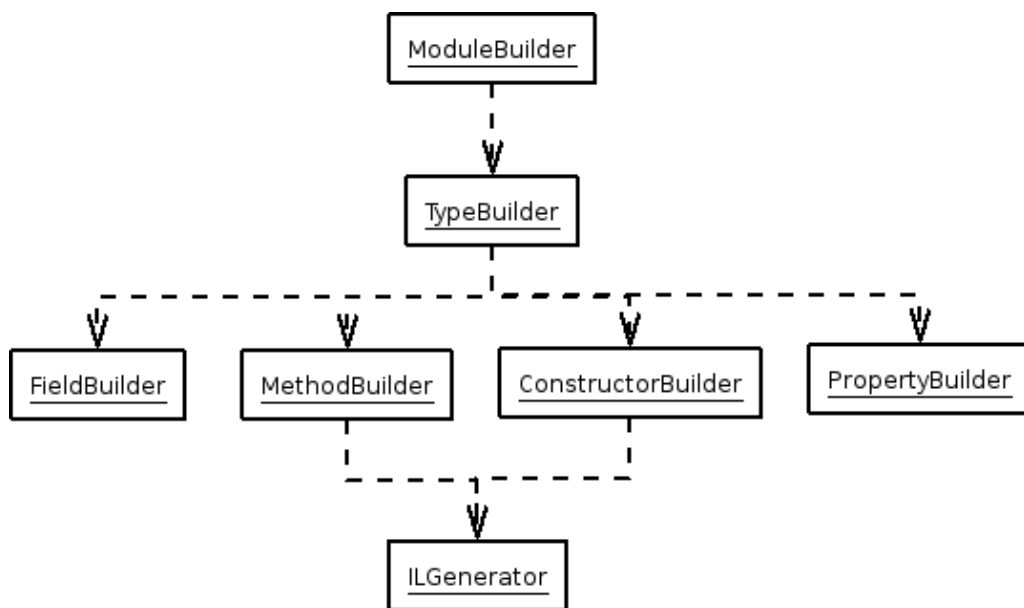 ModuleBuilder
TypeBuilder
FieldBuilder
MethodBuilder
ConstructorBuilder
PropertyBuilder
ILGenerator